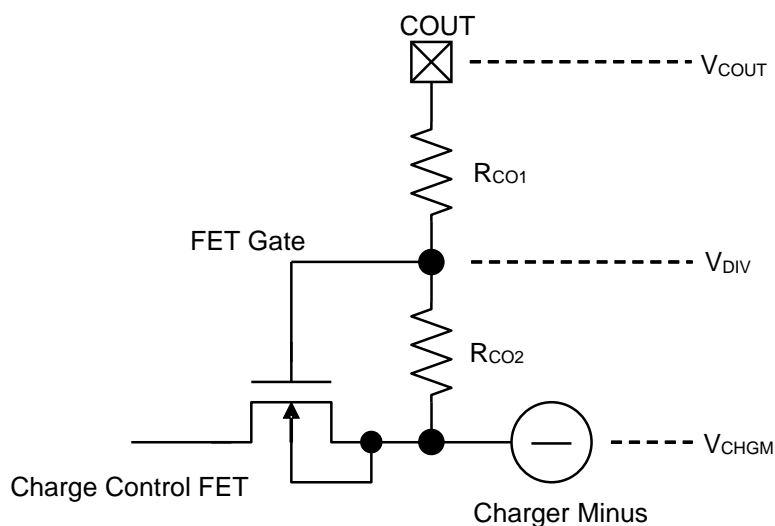 COUT
VCOUT
RCO1
FET Gate
VDIV
RCO2
VCHGM
Charge Control FET
Charger Minus